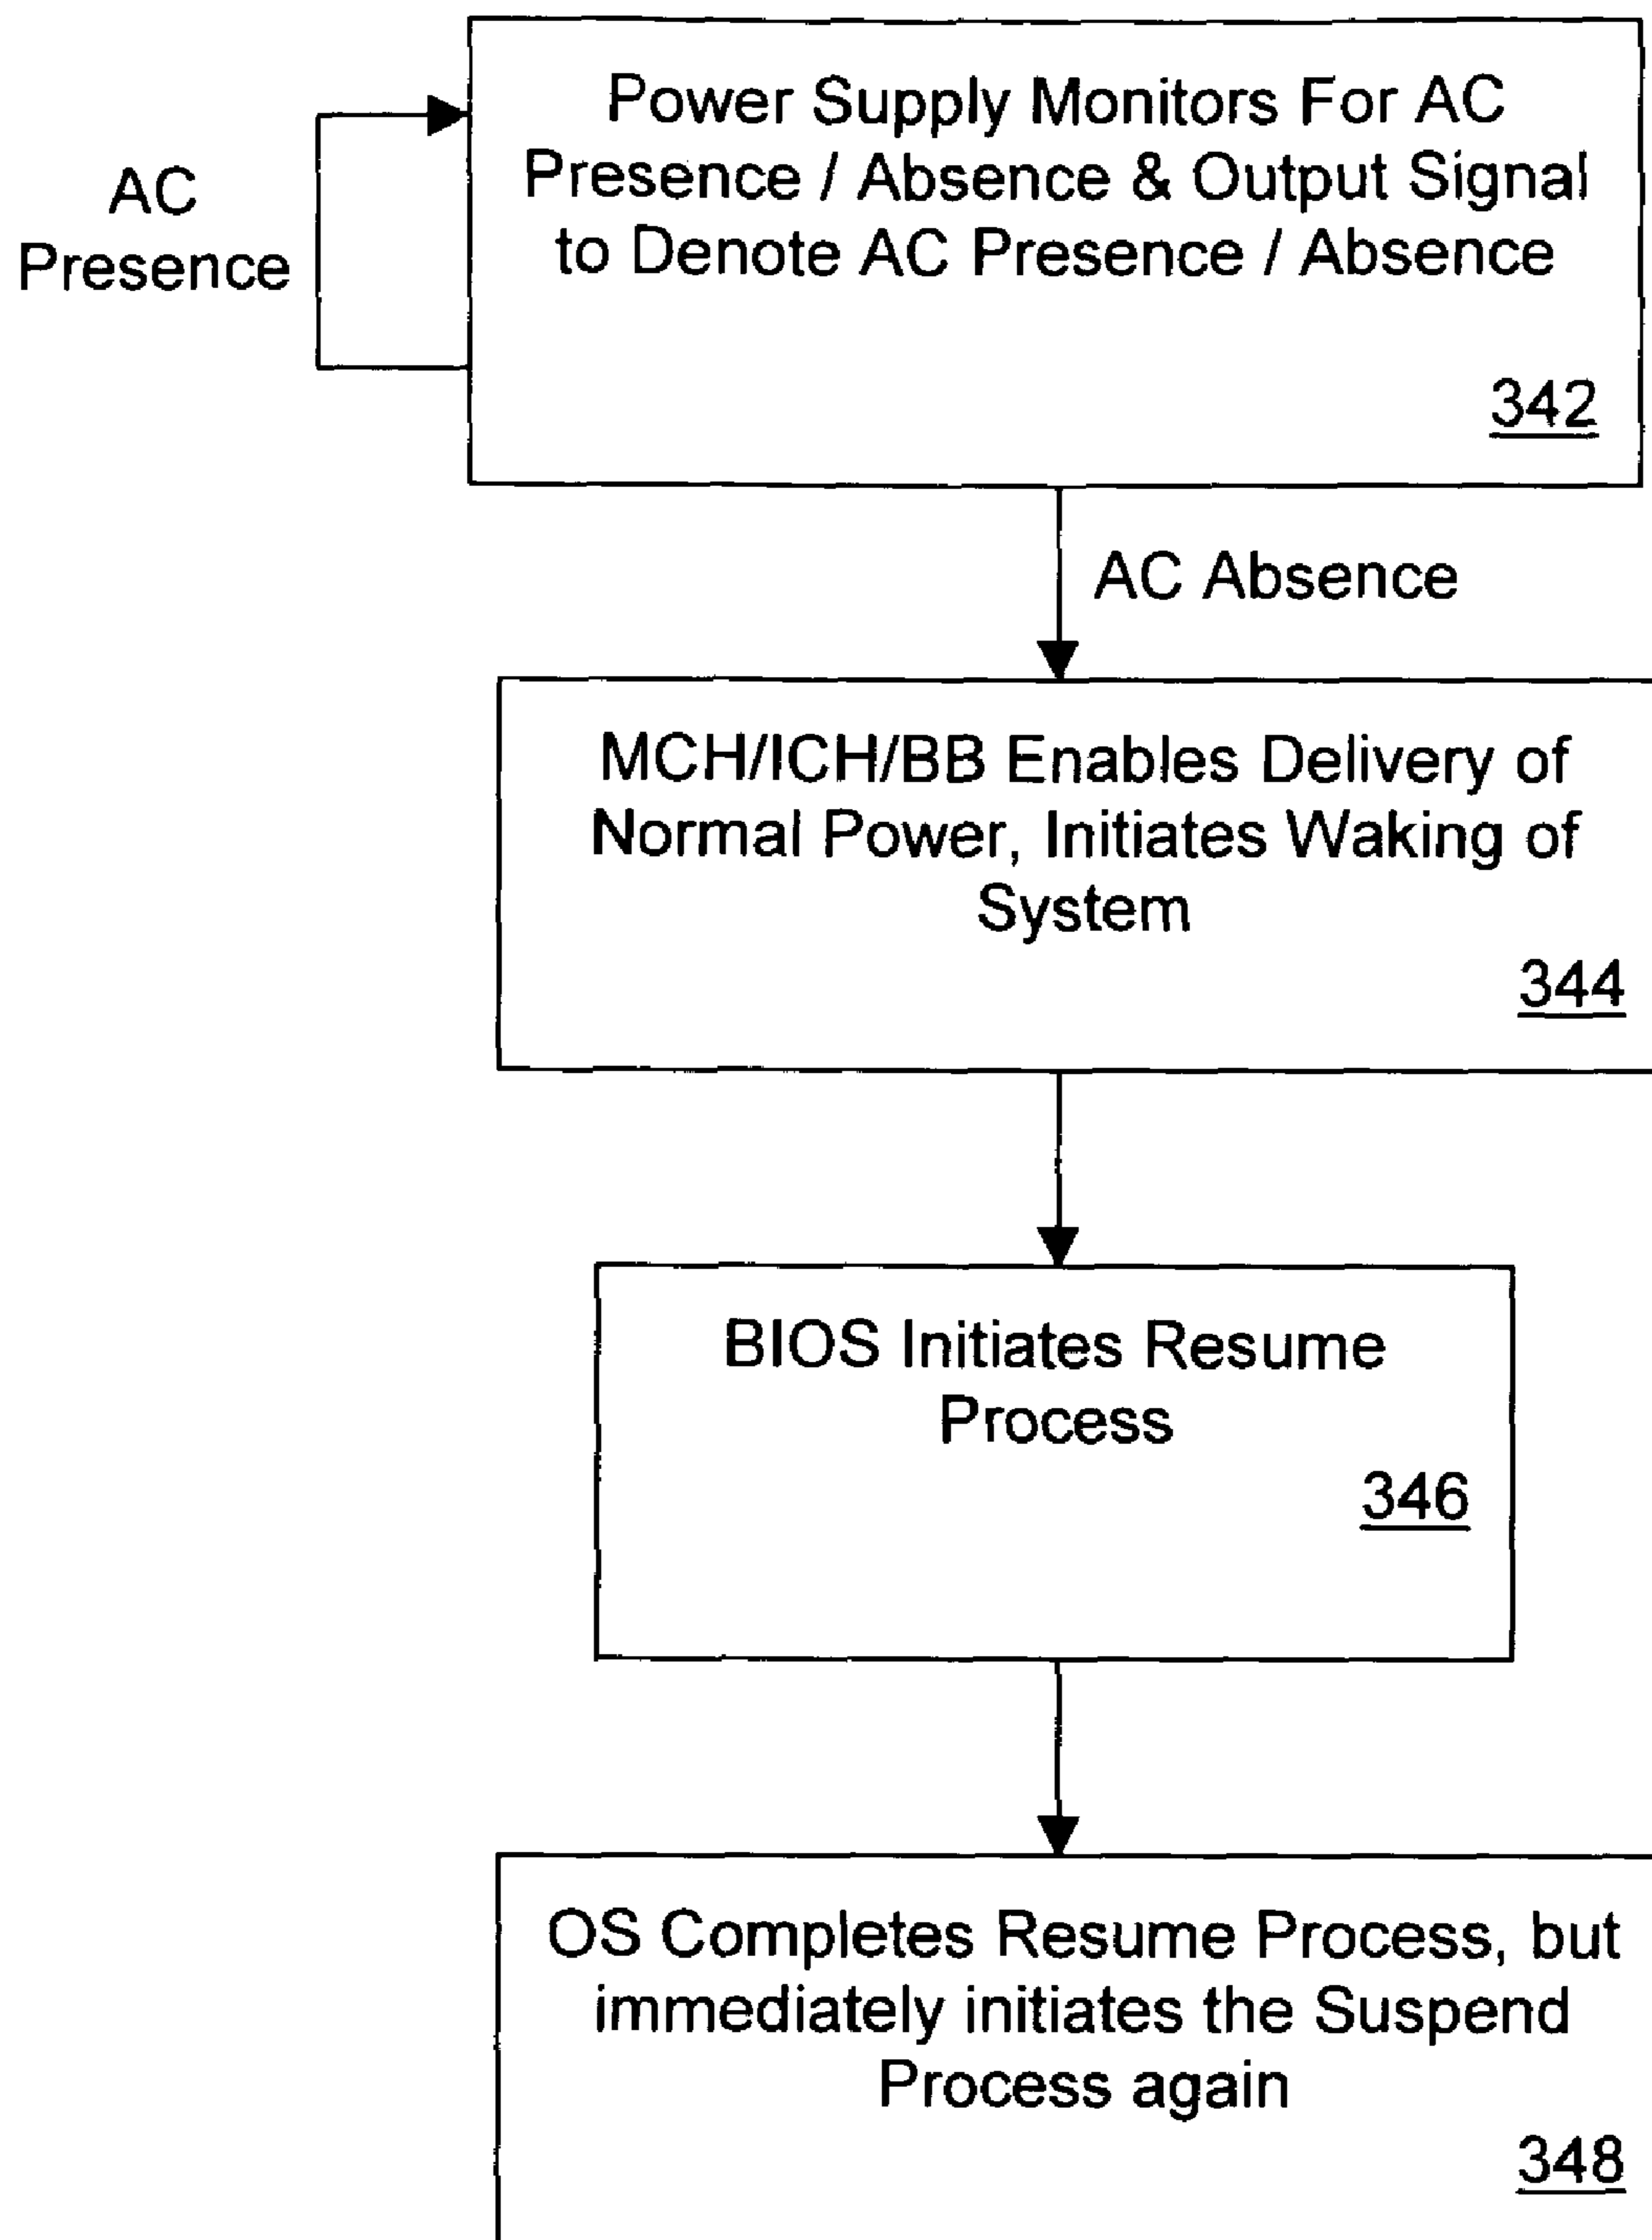 Power Supply Monitors For AC
Presence / Absence & Output Signal
to Denote AC Presence / Absence
342
AC
Presence
AC Absence
MCH/ICH/BB Enables Delivery of
Normal Power, Initiates Waking of
System
344
BIOS Initiates Resume
Process
346
OS Completes Resume Process, but
immediately initiates the Suspend
Process again
348